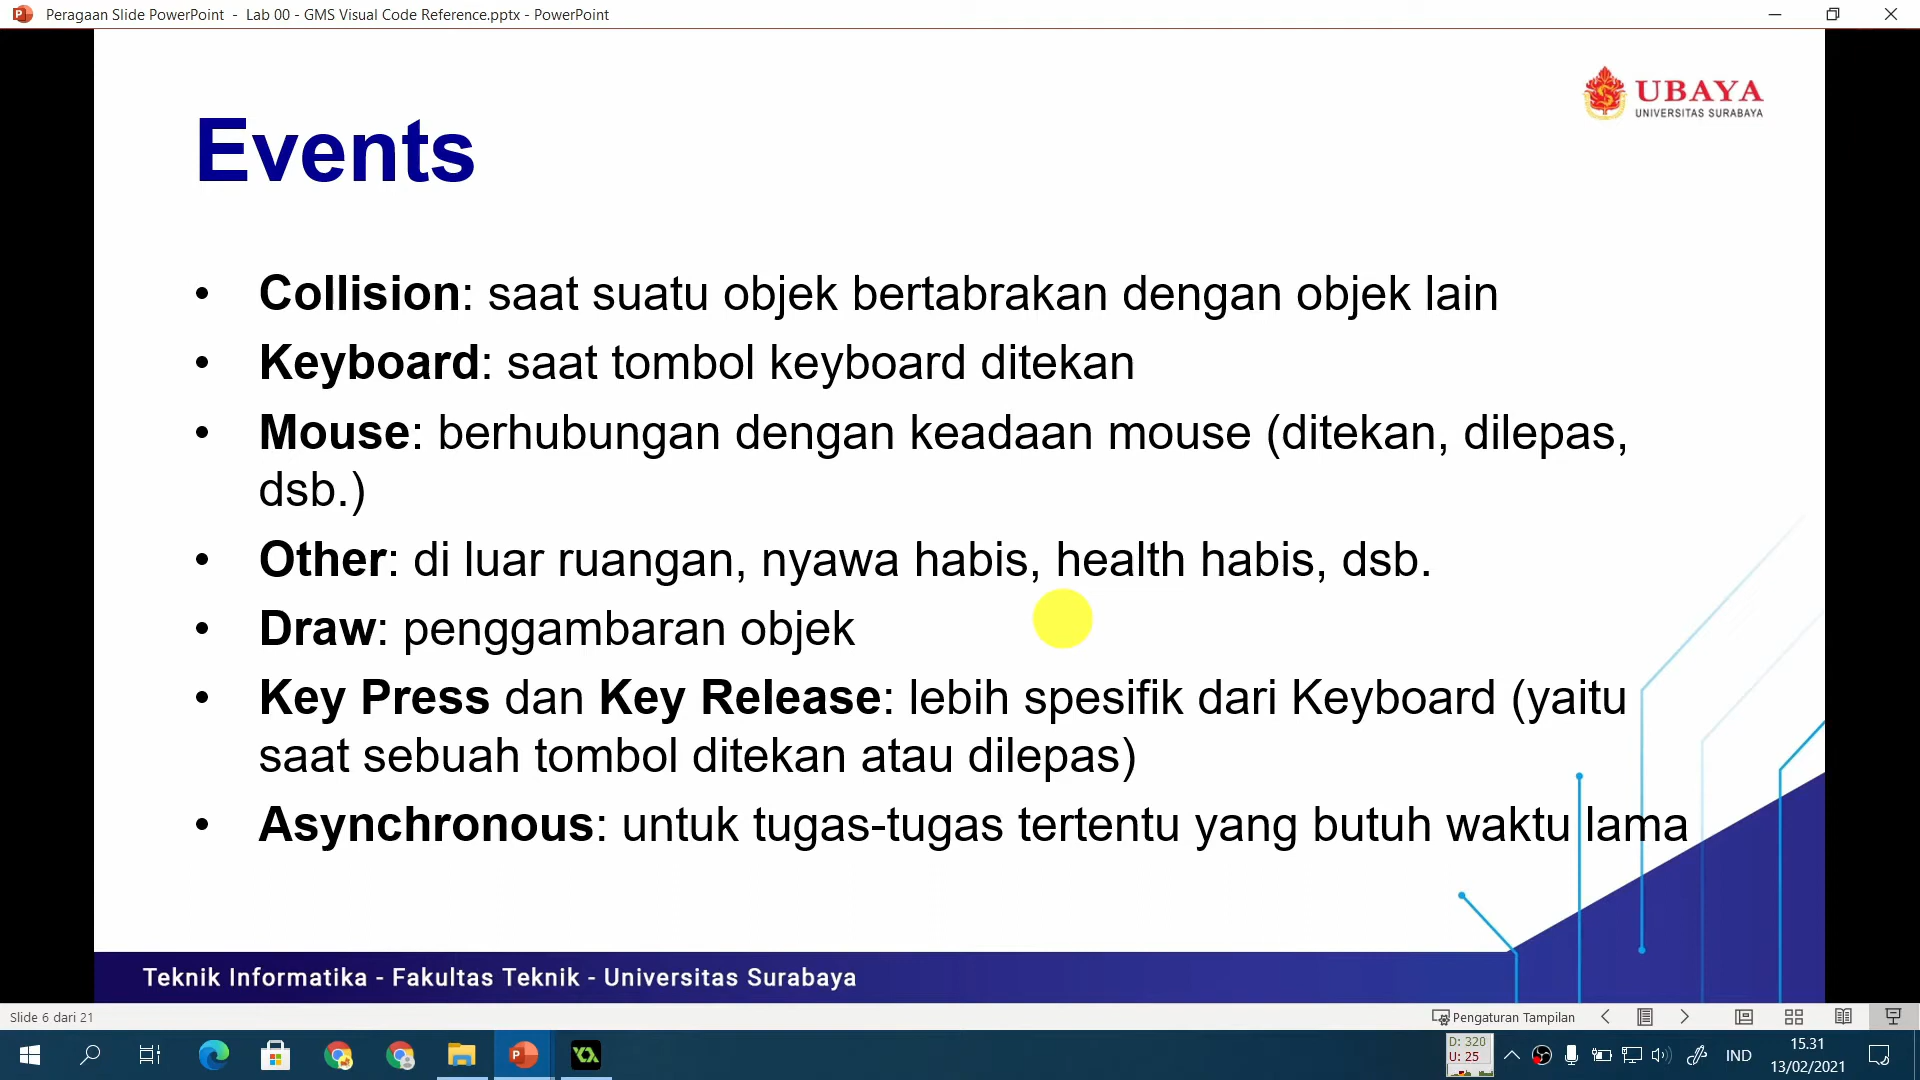 Peragaan Slide PowerPoint - Lab 00 - GMS Visual Code Reference.pptx - PowerPoint
UBAYA
UNIVERSITAS SURABAYA
Events
• Collision: saat suatu objek bertabrakan dengan objek lain
• Keyboard: saat tombol keyboard ditekan
• Mouse: berhubungan dengan keadaan mouse (ditekan, dilepas,
dsb.)
• Other: di luar ruangan, nyawa habis, health habis, dsb.
• Draw: penggambaran objek
• Key Press dan Key Release: lebih spesifik dari Keyboard (yaitu
saat sebuah tombol ditekan atau dilepas)
• Asynchronous: untuk tugas-tugas tertentu yang butuh waktu lama
Teknik Informatika - Fakultas Teknik - Universitas Surabaya
Slide 6 dari 21
Pengaturan Tampilan
D: 320
U: 25
IND
15.31
13/02/2021